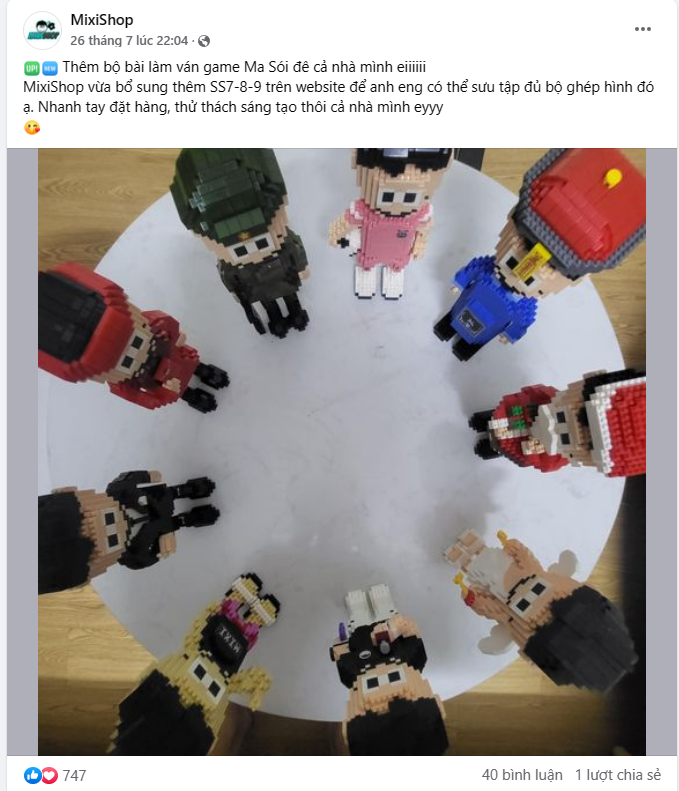 MixiShop
26 tháng 7 lúc 22:04 ·
UP! NEW Thêm bộ bài làm ván game Ma Sói đê cả nhà mình eiiiiii
MixiShop vừa bổ sung thêm SS7-8-9 trên website để anh eng có thể sưu tập đủ bộ ghép hình đó
ạ. Nhanh tay đặt hàng, thử thách sáng tạo thôi cả nhà mình eyyy
MIXI
747
40 bình luận 1 lượt chia sẻ